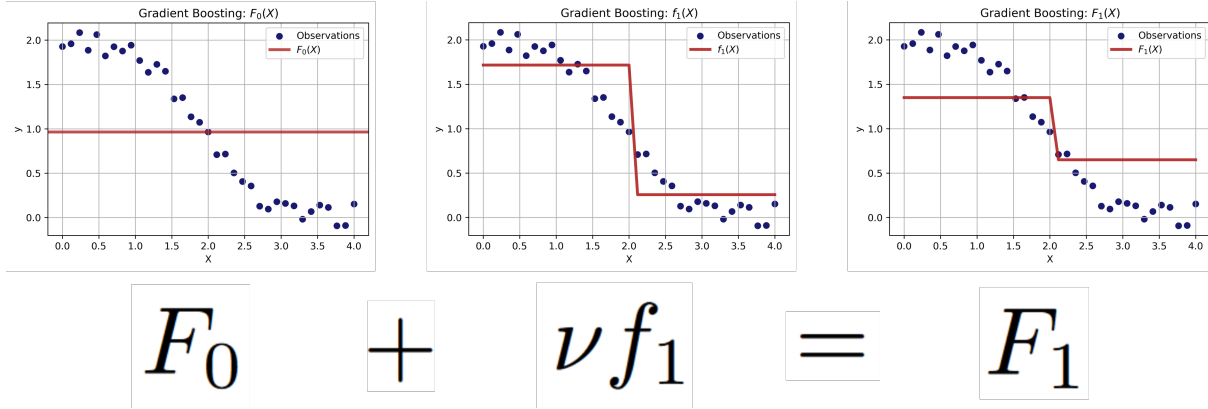 Gradient Boosting: F₀(X)
Observations
F₀(X)
y
2.0
1.5
1.0
0.5
0.0
0.0 0.5 1.0 1.5 2.0 2.5 3.0 3.5 4.0
X
Gradient Boosting: f₁(X)
Observations
f₁(X)
y
2.0
1.5
1.0
0.5
0.0
0.0 0.5 1.0 1.5 2.0 2.5 3.0 3.5 4.0
X
Gradient Boosting: F₁(X)
Observations
F₁(X)
y
2.0
1.5
1.0
0.5
0.0
0.0 0.5 1.0 1.5 2.0 2.5 3.0 3.5 4.0
X
F₀ + νf₁ = F₁